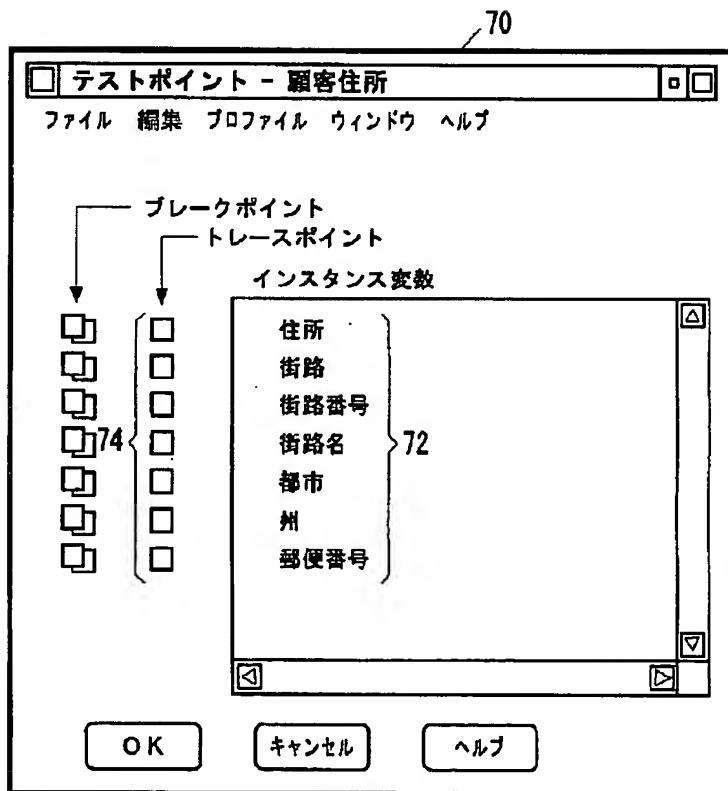 70
テストポイント - 顧客住所
ファイル 編集 プロファイル ウィンドウ ヘルプ
ブレークポイント
トレースポイント
インスタンス変数
住所
街路
街路番号
74 街路名 72
都市
州
郵便番号
OK キャンセル ヘルプ